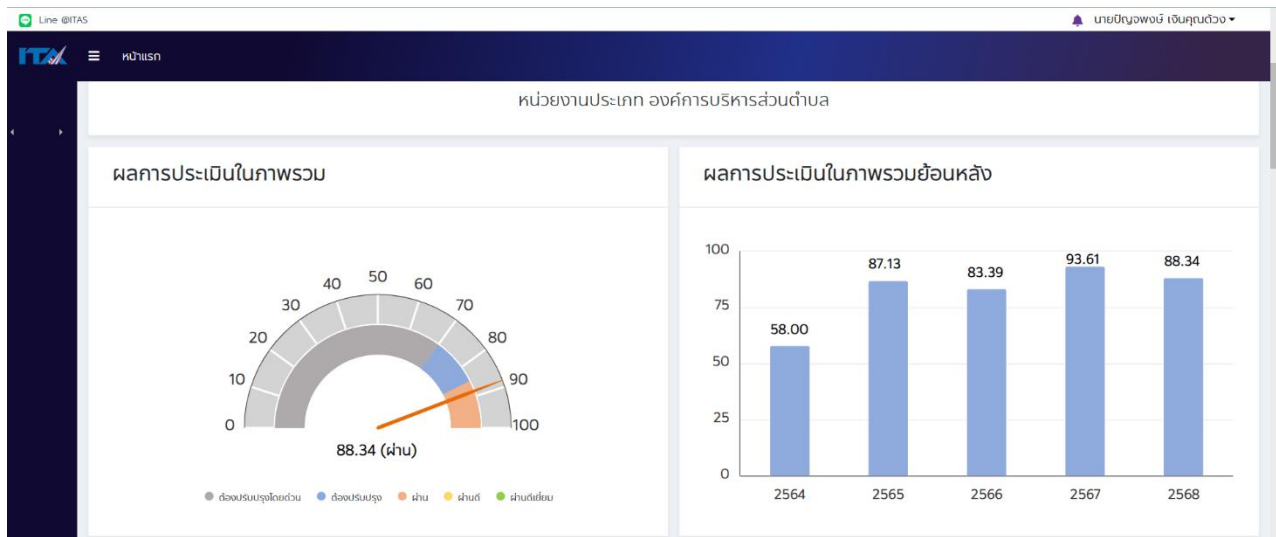 Line @ITAS
นายปัญจพงษ์ เงินคุณด้วง
ITA
หน้าแรก
หน่วยงานประเภท องค์การบริหารส่วนตำบล
ผลการประเมินในภาพรวม
0
10
20
30
40
50
60
70
80
90
100
88.34 (ผ่าน)
ต้องปรับปรุงโดยด่วน ต้องปรับปรุง ผ่าน ผ่านดี ผ่านดีเยี่ยม
ผลการประเมินในภาพรวมย้อนหลัง
100
75
50
25
0
58.00 87.13 83.39 93.61 88.34
2564 2565 2566 2567 2568